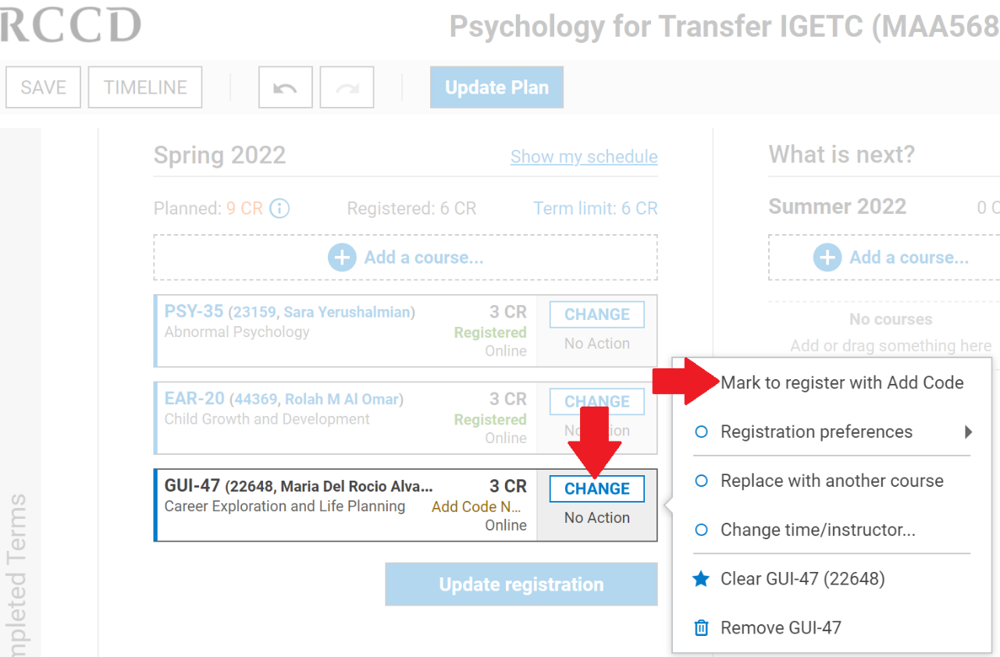 RCCD
Psychology for Transfer IGETC (MAA568
SAVE
TIMELINE
Update Plan
Spring 2022
Show my schedule
Planned: 9 CR
Registered: 6 CR
Term limit: 6 CR
Add a course...
PSY-35 (23159, Sara Yerushalmian)
3 CR
CHANGE
Abnormal Psychology
Registered
No Action
Online
EAR-20 (44369, Rolah M Al Omar)
3 CR
CHANGE
Child Growth and Development
Registered
Online
GUI-47 (22648, Maria Del Rocio Alva...
3 CR
CHANGE
Career Exploration and Life Planning
Add Code N...
No Action
Online
Update registration
What is next?
Summer 2022
0 C
Add a course...
No courses
Add or drag something here
Mark to register with Add Code
Registration preferences
Replace with another course
Change time/instructor...
Clear GUI-47 (22648)
Remove GUI-47